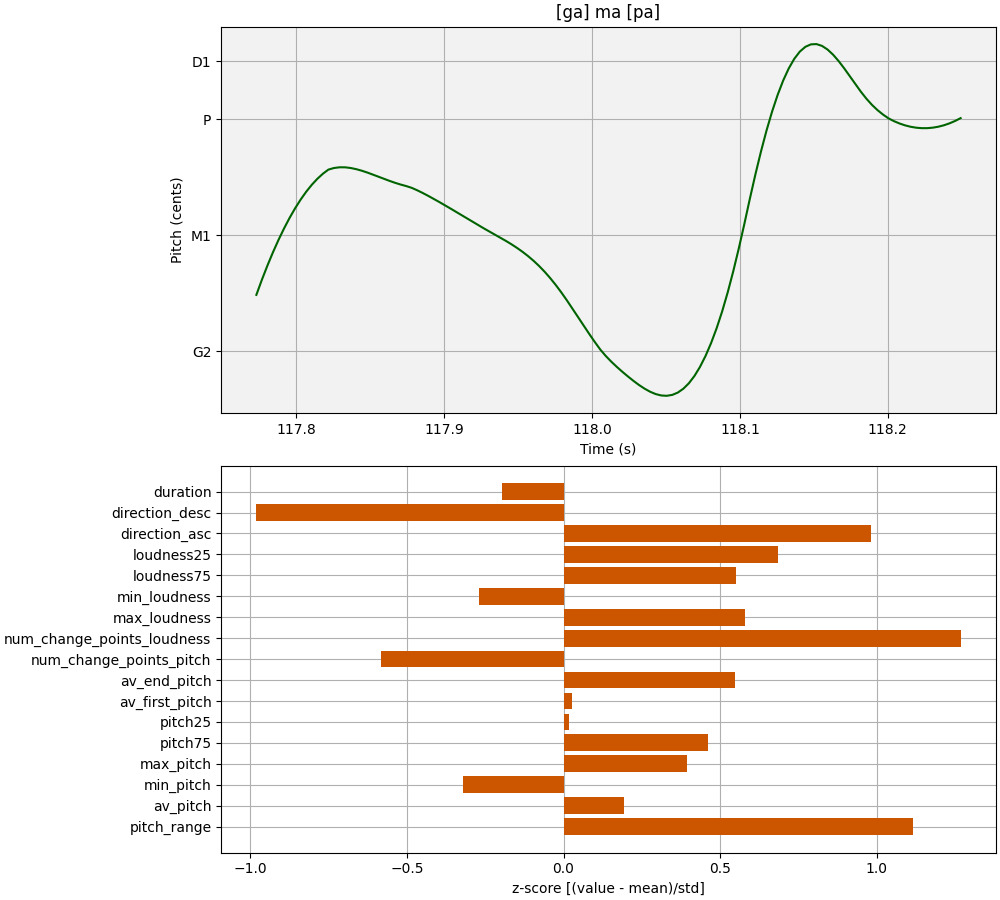 [ga] ma [pa]
D1
P
M1
G2
Pitch (cents)
117.8
117.9
118.0
118.1
118.2
Time (s)
duration
direction_desc
direction_asc
loudness25
loudness75
min_loudness
max_loudness
num_change_points_loudness
num_change_points_pitch
av_end_pitch
av_first_pitch
pitch25
pitch75
max_pitch
min_pitch
av_pitch
pitch_range
−1.0
−0.5
0.0
0.5
1.0
z-score [(value - mean)/std]